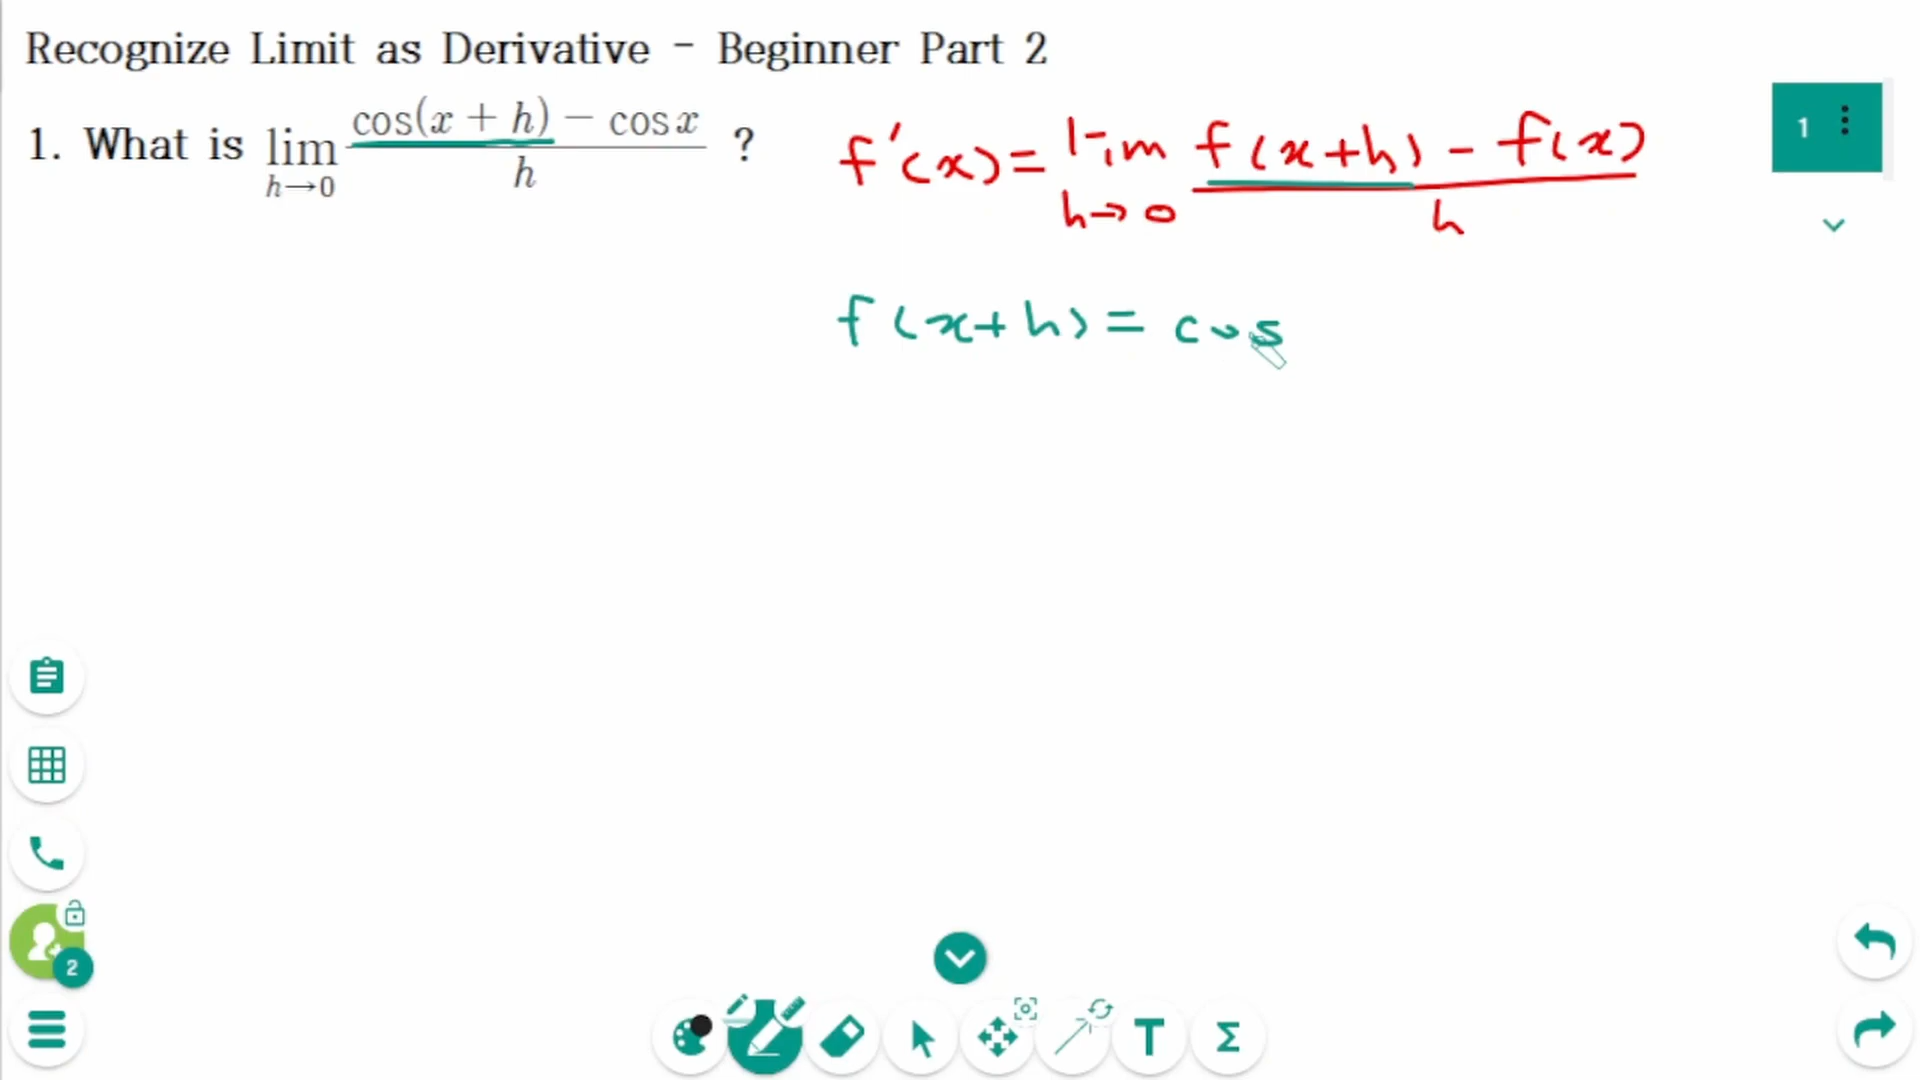 Recognize Limit as Derivative - Beginner Part 2
1. What is lim h→0 cos(x + h) − cos x / h ?
f'(x) = lim h→0 f(x+h) - f(x) / h
1
f(x+h) = cos
2
T
Σ